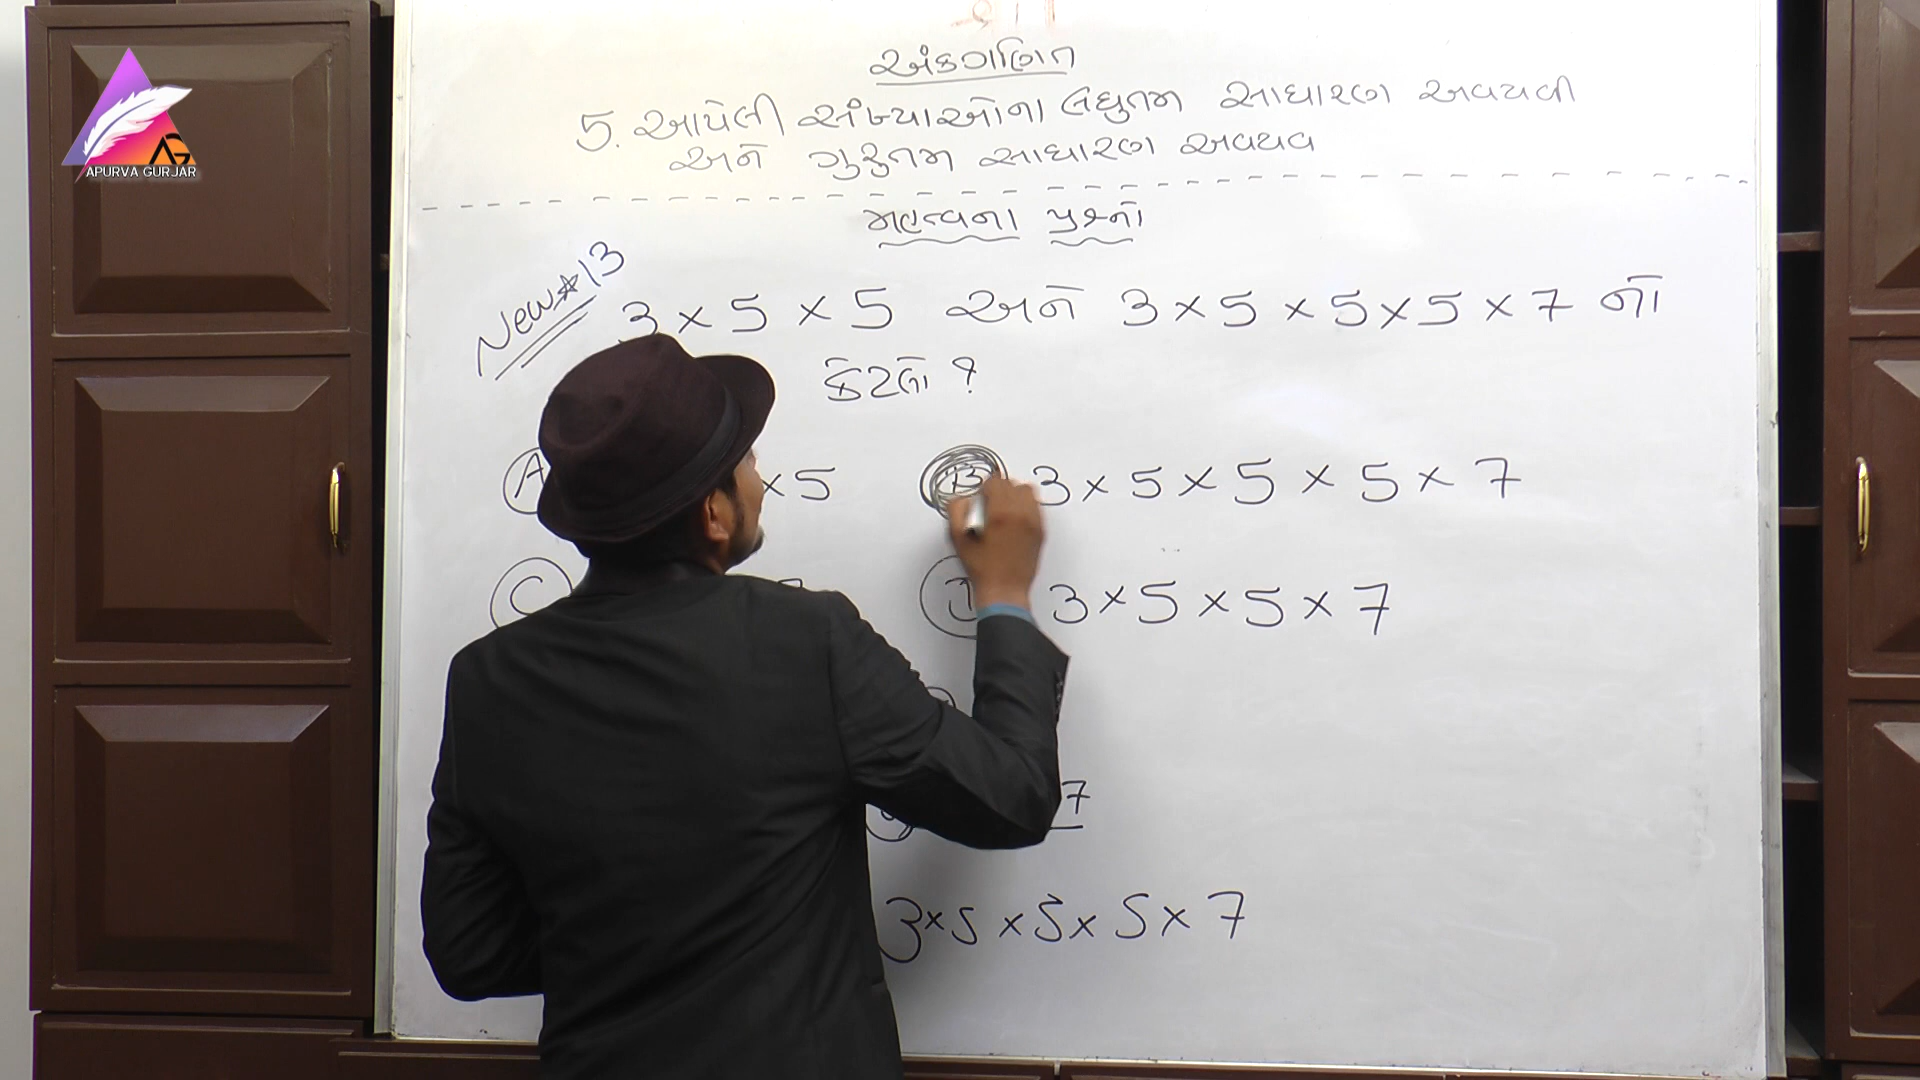 AG
APURVA GURJAR
અંકગણિત
5. આપેલી સંખ્યાઓના લઘુતમ સાધારણ અવયવી
અને ગુરુતમ સાધારણ અવયવ
મહત્વના પ્રશ્નો
New * 13
3 × 5 × 5 અને 3 × 5 × 5 × 5 × 7 નો
કેટલો ?
A × 5
B 3 × 5 × 5 × 5 × 7
C
D 3 × 5 × 5 × 7
7
3 × 5 × 5 × 5 × 7